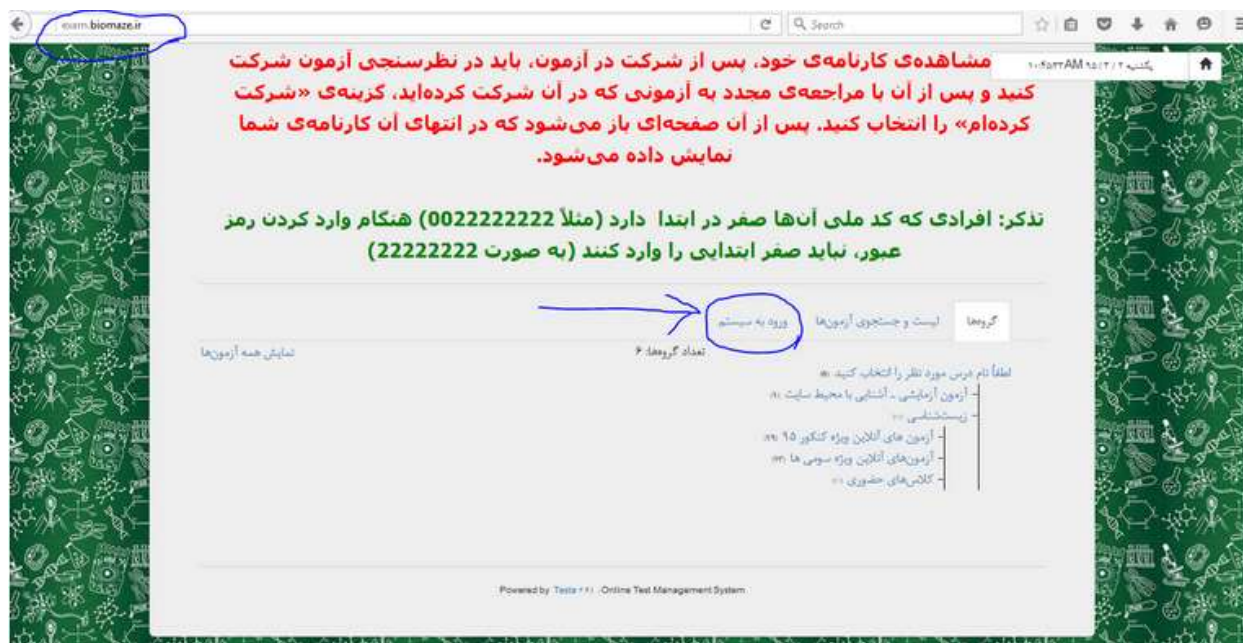 exam.biomaze.ir
Search
مشاهده‌ی کارنامه‌ی خود، پس از شرکت در آزمون، باید در نظرسنجی آزمون شرکت
کنید و پس از آن با مراجعه‌ی مجدد به آزمونی که در آن شرکت کرده‌اید، گزینه‌ی «شرکت
کرده‌ام» را انتخاب کنید. پس از آن صفحه‌ای باز می‌شود که در انتهای آن کارنامه‌ی شما
نمایش داده می‌شود.
تذکر: افرادی که کد ملی آن‌ها صفر در ابتدا دارد (مثلاً 0022222222) هنگام وارد کردن رمز
عبور، نباید صفر ابتدایی را وارد کنند (به صورت 22222222)
گروه‌ها
لیست و جستجوی آزمون‌ها
ورود به سیستم
تعداد گروه‌ها: ۶
نمایش همه آزمون‌ها
لطفاً نام درس مورد نظر را انتخاب کنید
آزمون آزمایشی - آشنایی با محیط سایت
زیست‌شناسی
آزمون های آنلاین ویژه کنکور ۹۵
آزمون‌های آنلاین ویژه سومی ها
کلاس‌های حضوری
Powered by Testa Online Test Management System